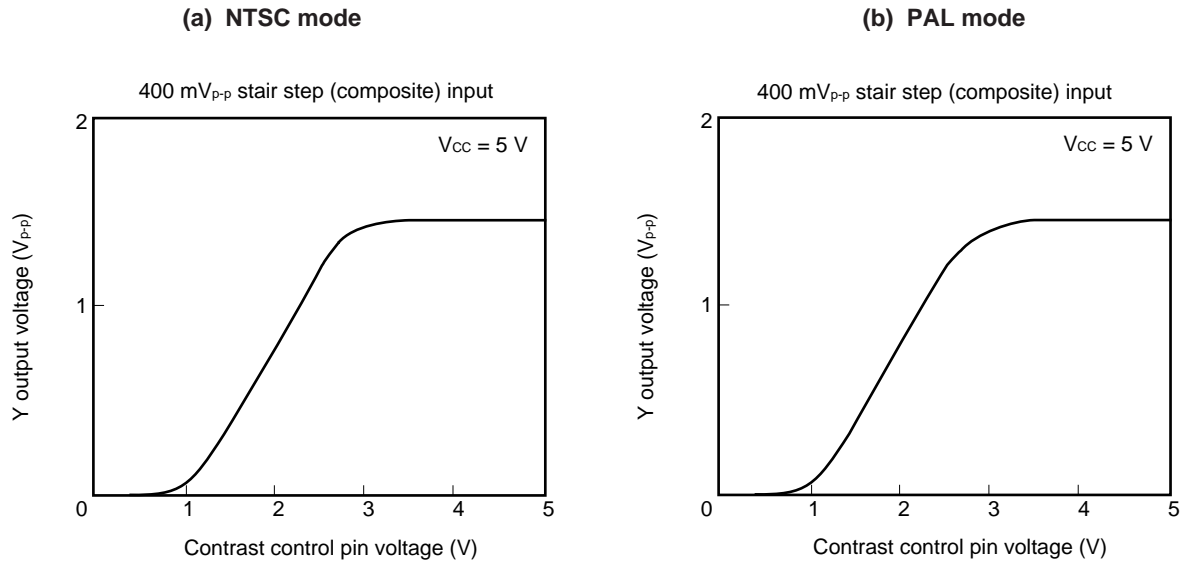 (a) NTSC mode
400 mVp-p stair step (composite) input
VCC = 5 V
Y output voltage (Vp-p)
2
1
0
1
2
3
4
5
Contrast control pin voltage (V)
(b) PAL mode
400 mVp-p stair step (composite) input
VCC = 5 V
Y output voltage (Vp-p)
2
1
0
1
2
3
4
5
Contrast control pin voltage (V)